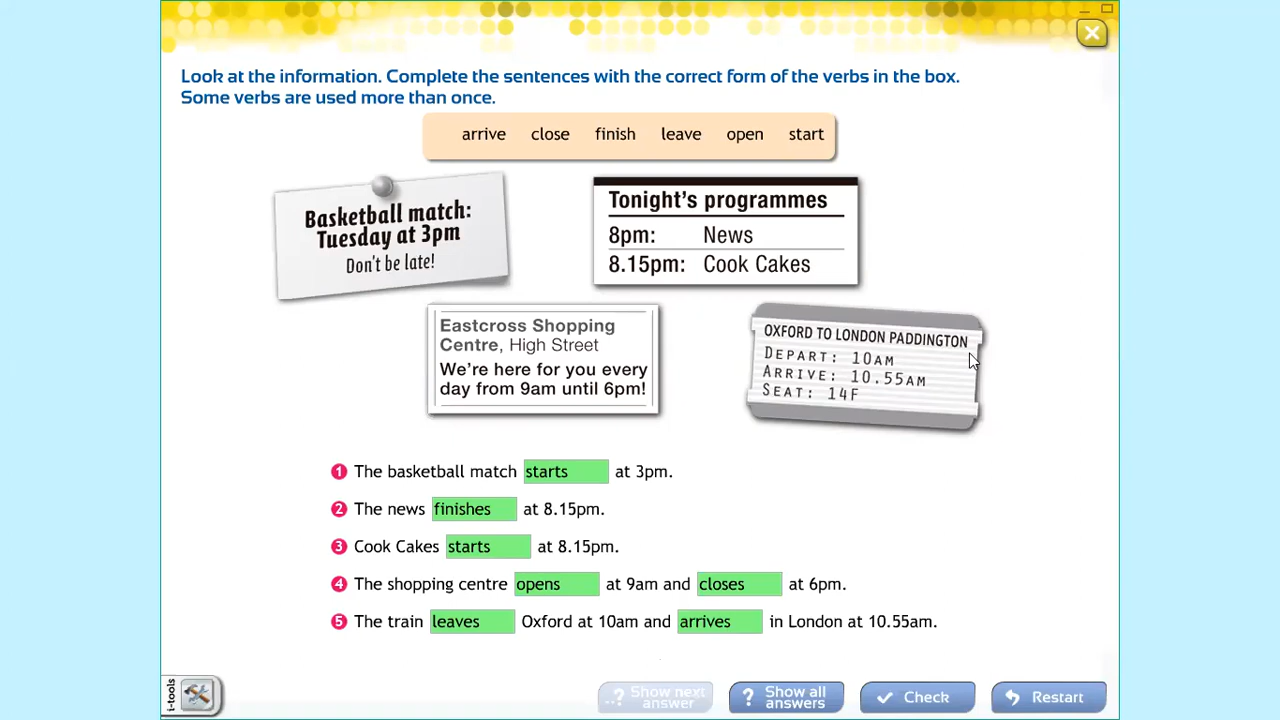 Look at the information. Complete the sentences with the correct form of the verbs in the box.
Some verbs are used more than once.
arrive close finish leave open start
Basketball match:
Tuesday at 3pm
Don't be late!
Tonight's programmes
8pm: News
8.15pm: Cook Cakes
Eastcross Shopping
Centre, High Street
We're here for you every
day from 9am until 6pm!
OXFORD TO LONDON PADDINGTON
DEPART: 10AM
ARRIVE: 10.55AM
SEAT: 14F
1 The basketball match starts at 3pm.
2 The news finishes at 8.15pm.
3 Cook Cakes starts at 8.15pm.
4 The shopping centre opens at 9am and closes at 6pm.
5 The train leaves Oxford at 10am and arrives in London at 10.55am.
i-tools
? Show next
answer
? Show all
answers
Check
Restart